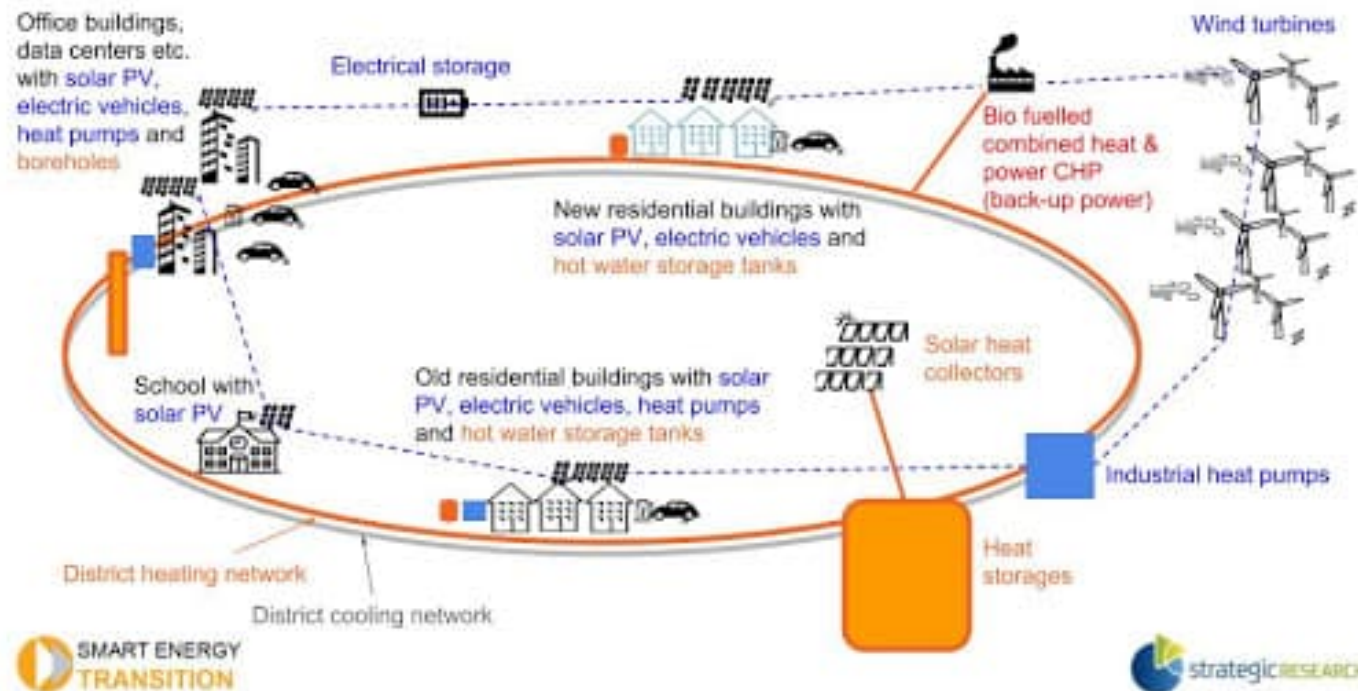 Office buildings,
data centers etc.
with solar PV,
electric vehicles,
heat pumps and
boreholes
Electrical storage
Wind turbines
Bio fuelled
combined heat &
power CHP
(back-up power)
New residential buildings with
solar PV, electric vehicles and
hot water storage tanks
Solar heat
collectors
School with
solar PV
Old residential buildings with solar
PV, electric vehicles, heat pumps
and hot water storage tanks
Industrial heat pumps
Heat
storages
District heating network
District cooling network
SMART ENERGY
TRANSITION
strategicRESEARCH